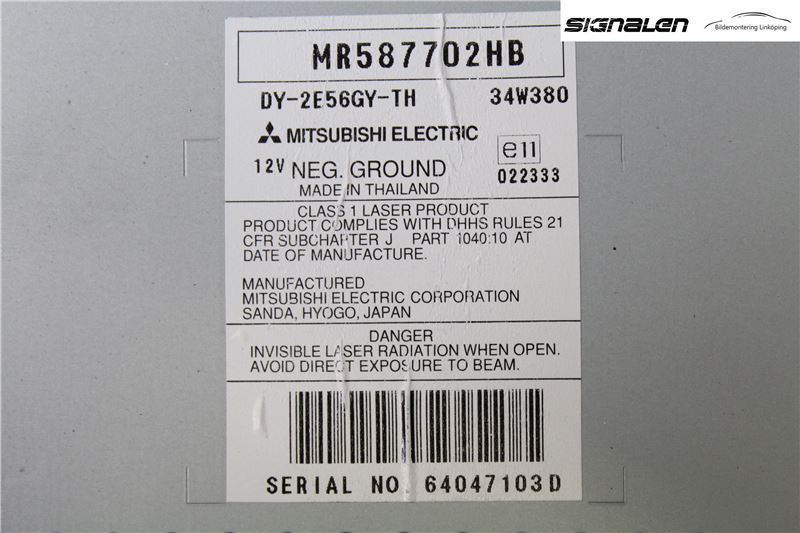 SIGNALEN
Bildemontering Linköping
MR587702HB
DY-2E56GY-TH 34W380
MITSUBISHI ELECTRIC
e11
12V NEG. GROUND
022333
MADE IN THAILAND
CLASS 1 LASER PRODUCT
PRODUCT COMPLIES WITH DHHS RULES 21
CFR SUBCHAPTER J PART 1040.10 AT
DATE OF MANUFACTURE.
MANUFACTURED
MITSUBISHI ELECTRIC CORPORATION
SANDA, HYOGO, JAPAN
DANGER
INVISIBLE LASER RADIATION WHEN OPEN.
AVOID DIRECT EXPOSURE TO BEAM.
SERIAL NO. 64047103D